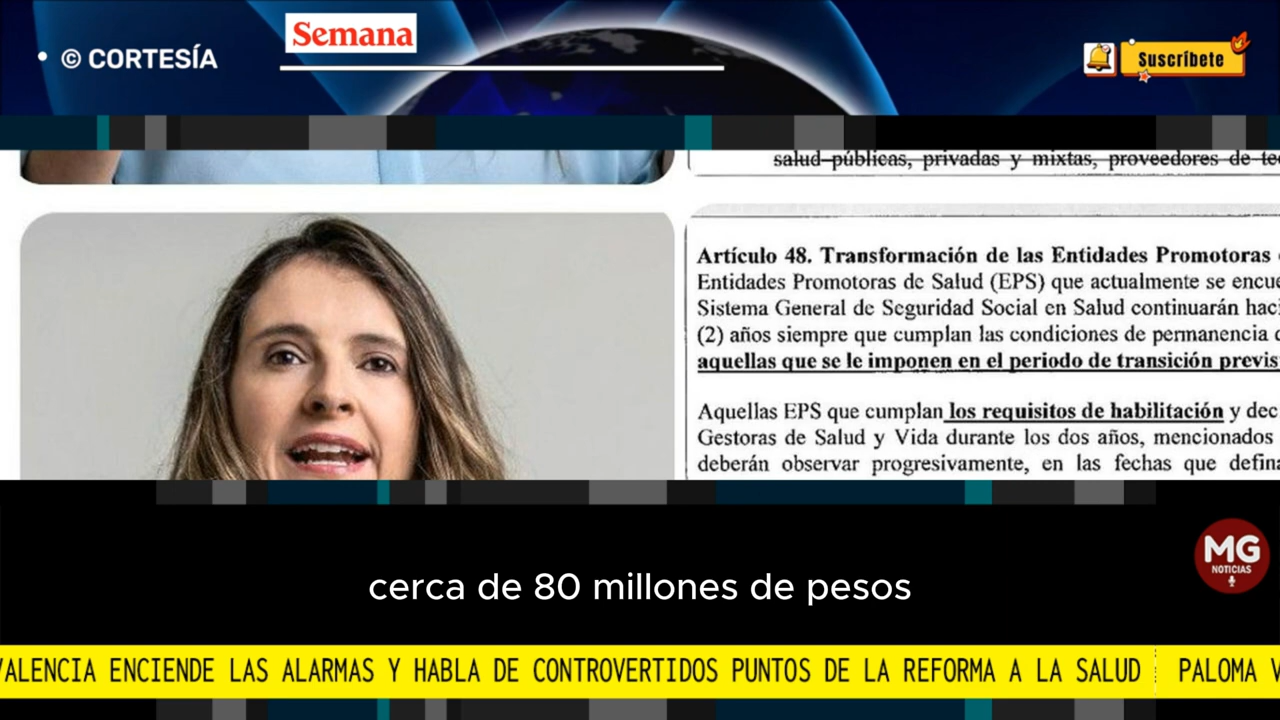 • © CORTESÍA
Semana
Suscríbete
salud públicas, privadas y mixtas, proveedores de
Artículo 48. Transformación de las Entidades Promotoras
Entidades Promotoras de Salud (EPS) que actualmente se
Sistema General de Seguridad Social en Salud continuarán
(2) años siempre que cumplan las condiciones de permanencia
aquellas que se le imponen en el periodo de transición
Aquellas EPS que cumplan los requisitos de habilitación y
Gestoras de Salud y Vida durante los dos años, mencionados
deberán observar progresivamente, en las fechas que
MG
NOTICIAS
cerca de 80 millones de pesos
VALENCIA ENCIENDE LAS ALARMAS Y HABLA DE CONTROVERTIDOS PUNTOS DE LA REFORMA A LA SALUD PALOMA V